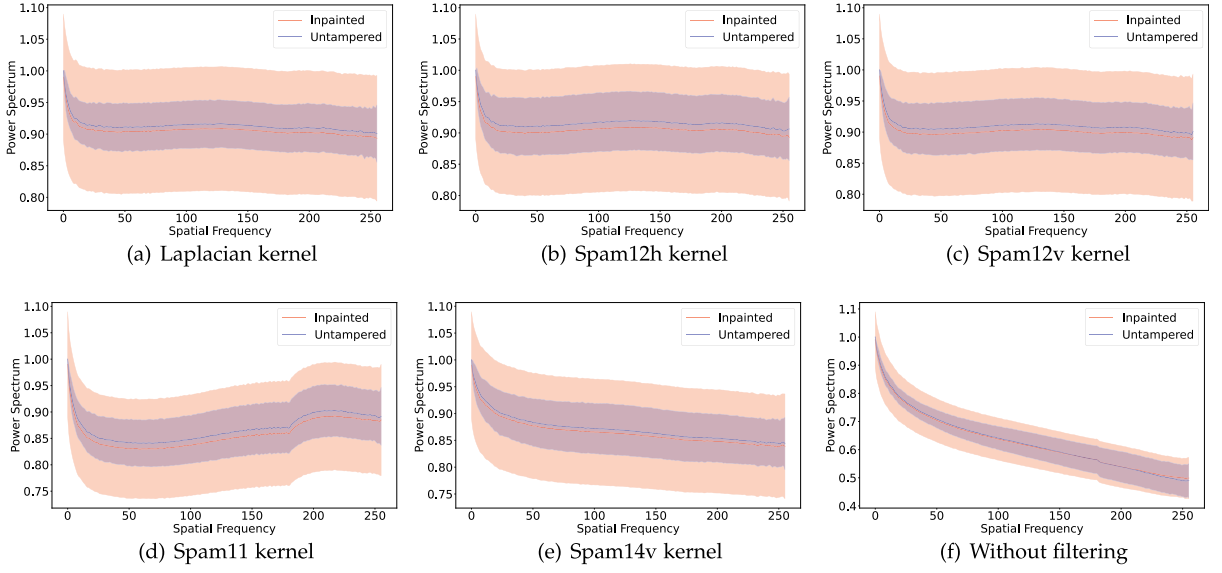 1.10
1.05
1.00
0.95
0.90
0.85
0.80
Power Spectrum
0 50 100 150 200 250
Spatial Frequency
Inpainted
Untampered
(a) Laplacian kernel
1.10
1.05
1.00
0.95
0.90
0.85
0.80
Power Spectrum
0 50 100 150 200 250
Spatial Frequency
Inpainted
Untampered
(b) Spam12h kernel
1.10
1.05
1.00
0.95
0.90
0.85
0.80
Power Spectrum
0 50 100 150 200 250
Spatial Frequency
Inpainted
Untampered
(c) Spam12v kernel
1.10
1.05
1.00
0.95
0.90
0.85
0.80
0.75
Power Spectrum
0 50 100 150 200 250
Spatial Frequency
Inpainted
Untampered
(d) Spam11 kernel
1.10
1.05
1.00
0.95
0.90
0.85
0.80
0.75
Power Spectrum
0 50 100 150 200 250
Spatial Frequency
Inpainted
Untampered
(e) Spam14v kernel
1.1
1.0
0.9
0.8
0.7
0.6
0.5
0.4
Power Spectrum
0 50 100 150 200 250
Spatial Frequency
Inpainted
Untampered
(f) Without filtering